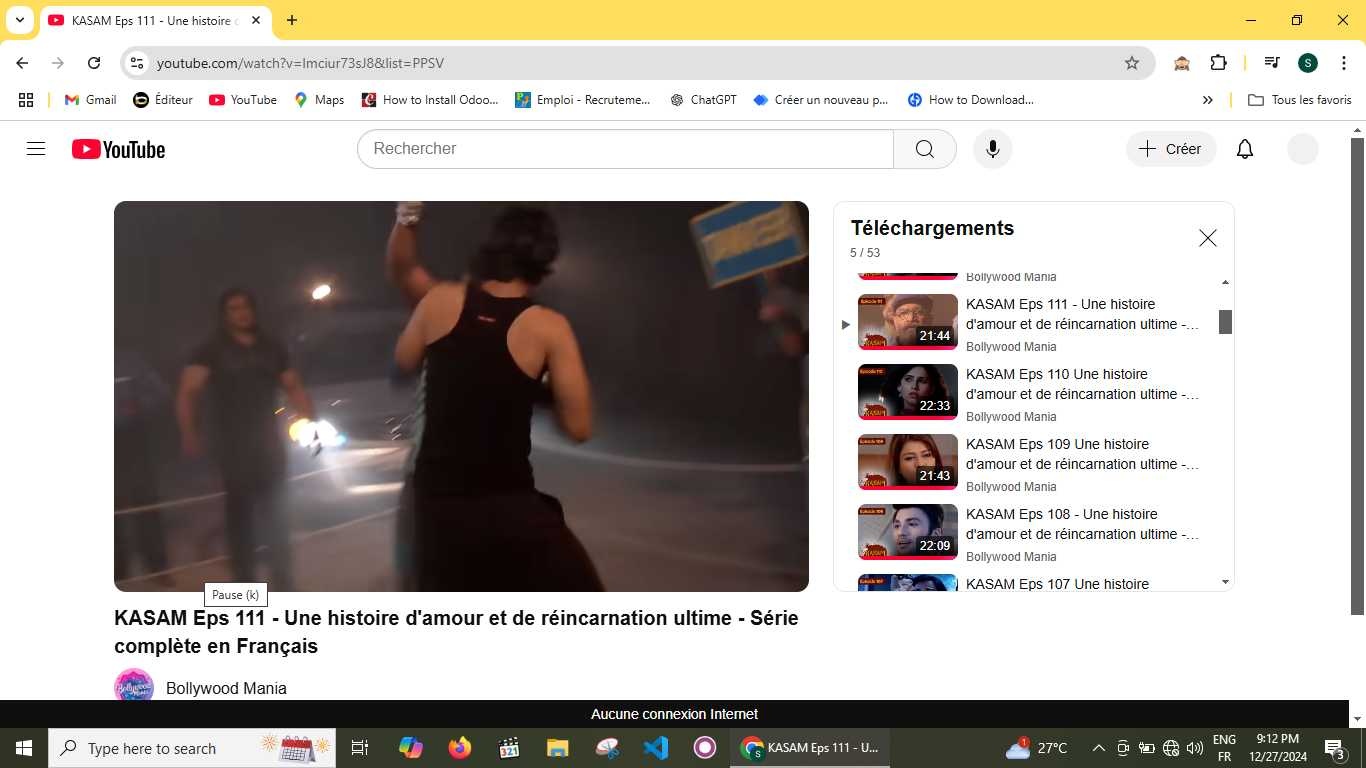 KASAM Eps 111 - Une histoire d
youtube.com/watch?v=Imciur73sJ8&list=PPSV
S
Gmail
Éditeur
YouTube
Maps
How to Install Odoo...
Emploi - Recruteme...
ChatGPT
Créer un nouveau p...
How to Download...
Tous les favoris
YouTube
Rechercher
Créer
Téléchargements
5 / 53
Bollywood Mania
KASAM Eps 111 - Une histoire
d'amour et de réincarnation ultime -...
21:44
Bollywood Mania
KASAM Eps 110 Une histoire
d'amour et de réincarnation ultime -...
22:33
Bollywood Mania
KASAM Eps 109 Une histoire
d'amour et de réincarnation ultime -...
21:43
Bollywood Mania
KASAM Eps 108 - Une histoire
d'amour et de réincarnation ultime -...
22:09
Bollywood Mania
KASAM Eps 107 Une histoire
Pause (k)
KASAM Eps 111 - Une histoire d'amour et de réincarnation ultime - Série
complète en Français
Bollywood Mania
Aucune connexion Internet
Type here to search
321
KASAM Eps 111 - U...
1
27°C
ENG
FR
9:12 PM
12/27/2024
3